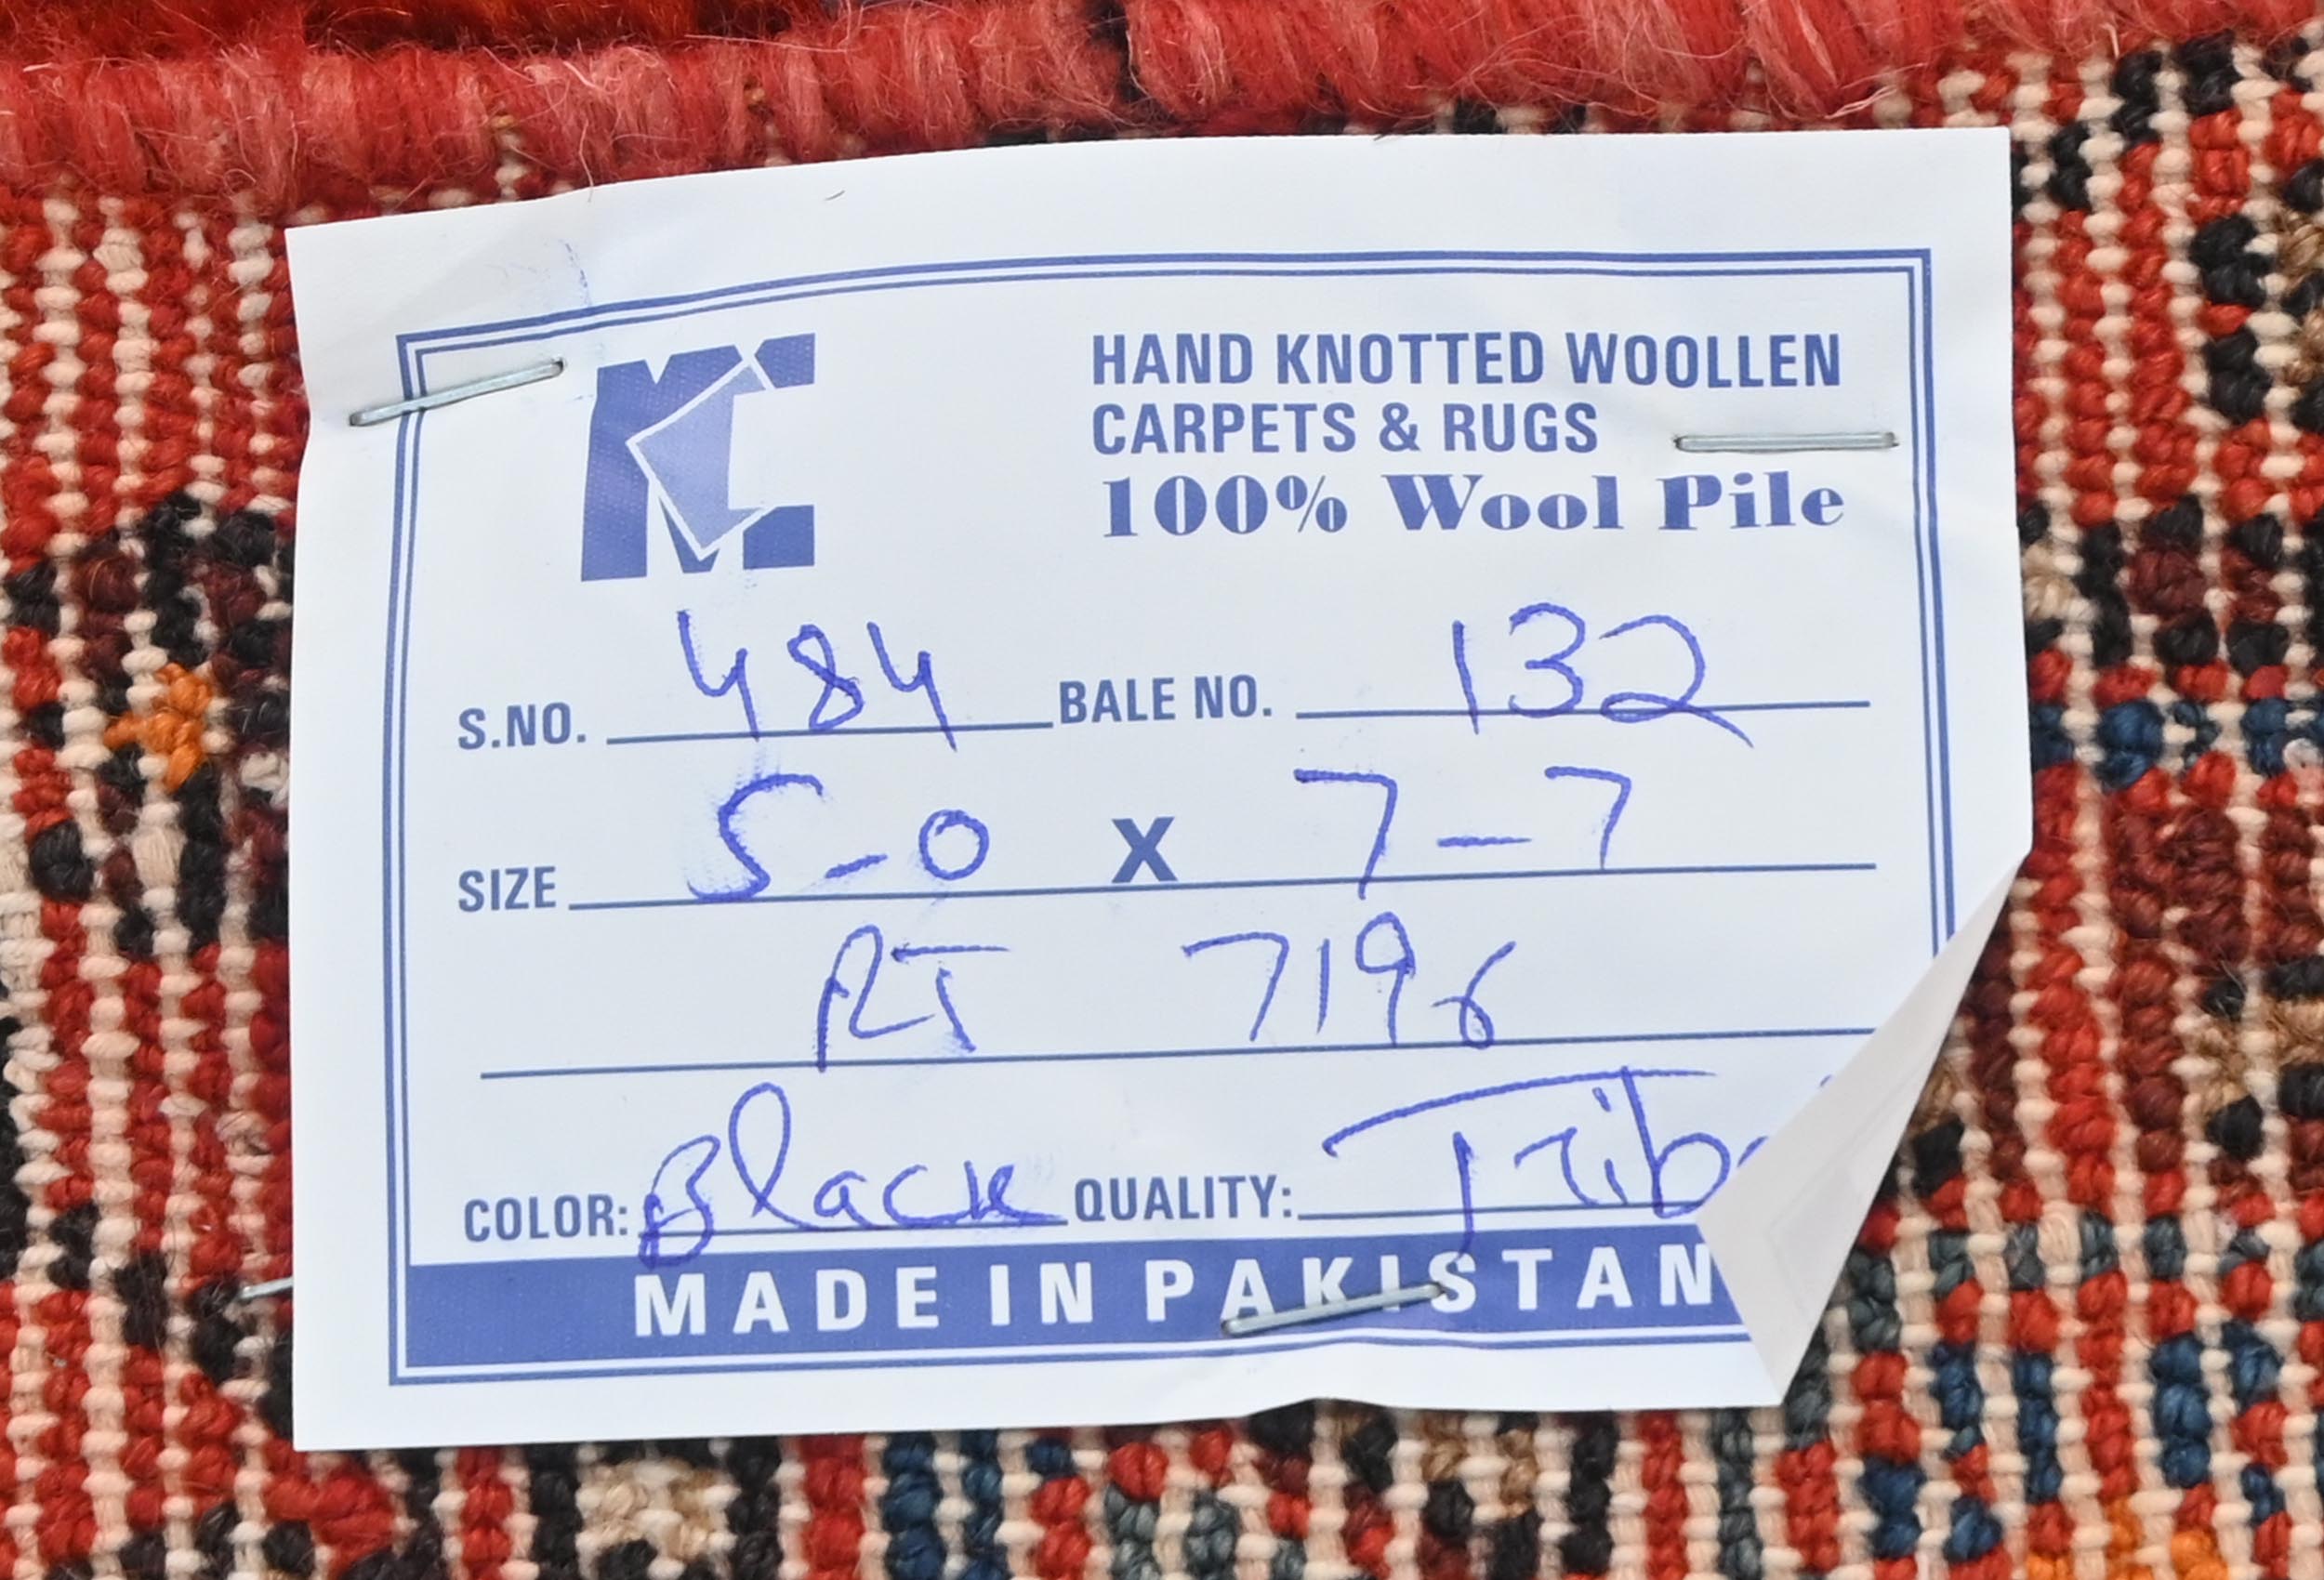 MC
HAND KNOTTED WOOLLEN
CARPETS & RUGS
100% Wool Pile
S.NO. 484 BALE NO. 132
SIZE 5-0 X 7-7
RT 7196
COLOR: Black QUALITY:
MADE IN PAKISTAN